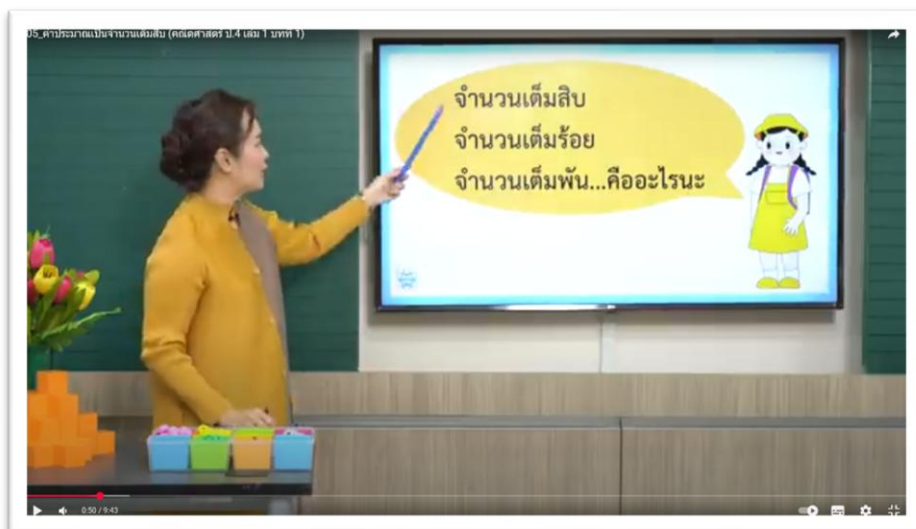 05_ค่าประมาณเป็นจำนวนเต็มสิบ (คณิตศาสตร์ ป.4 เล่ม 1 บทที่ 1)
จำนวนเต็มสิบ
จำนวนเต็มร้อย
จำนวนเต็มพัน...คืออะไรนะ
0:50 / 9:43